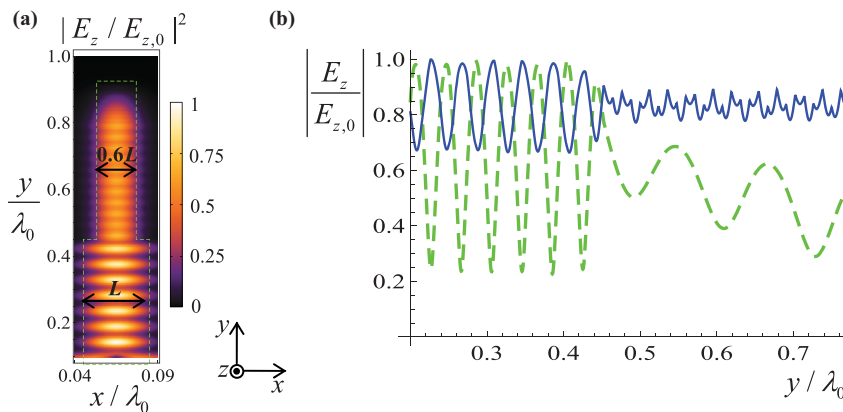 (a)
| E_z / E_{z,0} |^2
1.0
0.8
0.6
0.4
0.2
y
λ_0
0.6L
L
0.04
0.09
x / λ_0
1
0.75
0.5
0.25
0
y
z
x
(b)
| E_z / E_{z,0} |
1.0
0.8
0.6
0.4
0.2
0.3
0.4
0.5
0.6
0.7
y / λ_0